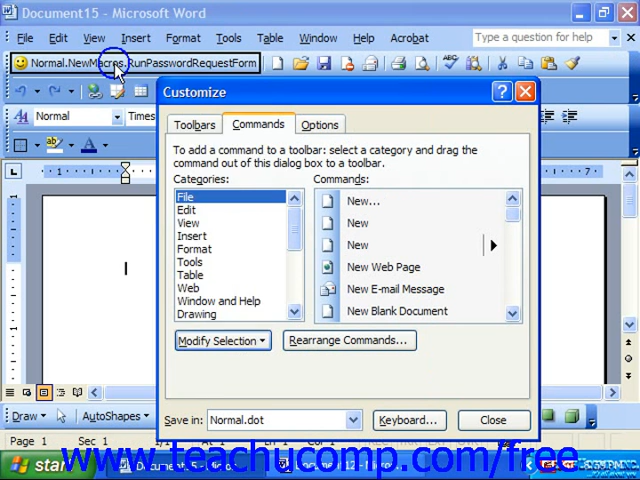 Document15 - Microsoft Word
File Edit View Insert Format Tools Table Window Help Acrobat Type a question for help
Normal.NewMacros.RunPasswordRequestForm
Normal Times
Customize
Toolbars Commands Options
To add a command to a toolbar: select a category and drag the
command out of this dialog box to a toolbar.
Categories: Commands:
File
Edit
View
Insert
Format
Tools
Table
Web
Window and Help
Drawing
New...
New
New
New Web Page
New E-mail Message
New Blank Document
Modify Selection Rearrange Commands...
Save in: Normal.dot Keyboard... Close
Draw AutoShapes
Page 1 Sec 1 1/1
start
www.teachucomp.com/free